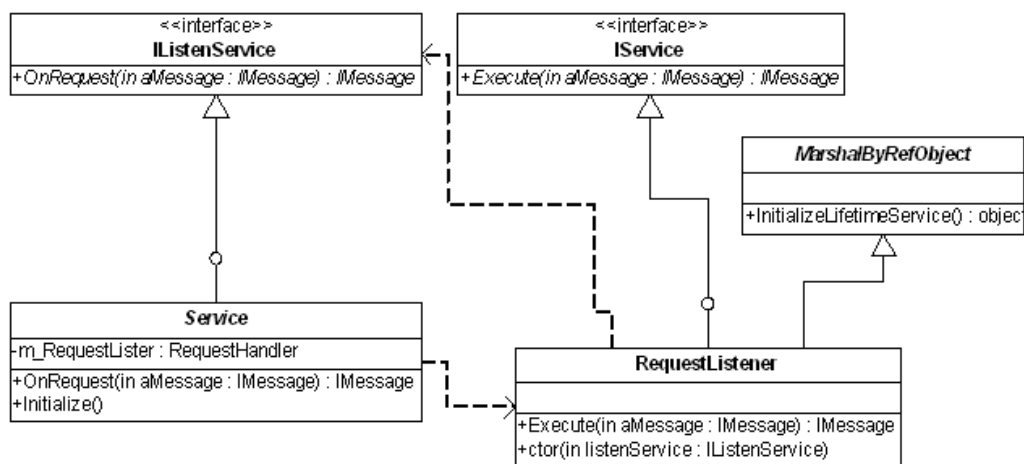 <<interface>>
IListenService
+OnRequest(in aMessage : IMessage) : IMessage
<<interface>>
IService
+Execute(in aMessage : IMessage) : IMessage
MarshalByRefObject
+InitializeLifetimeService() : object
Service
-m_RequestLister : RequestHandler
+OnRequest(in aMessage : IMessage) : IMessage
+Initialize()
RequestListener
+Execute(in aMessage : IMessage) : IMessage
+ctor(in listenService : IListenService)